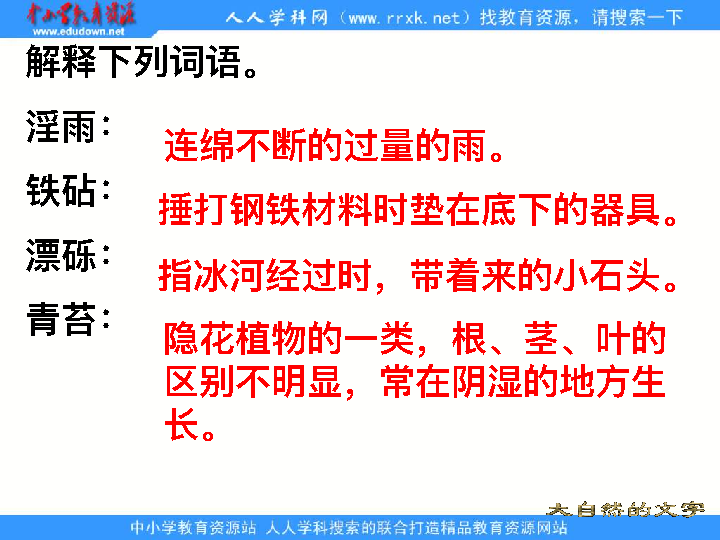 中小学教育资源
www.edudown.net
人人学科网（www.rrxk.net）找教育资源，请搜索一下
解释下列词语。
淫雨：
连绵不断的过量的雨。
铁砧：
捶打钢铁材料时垫在底下的器具。
漂砾：
指冰河经过时，带着来的小石头。
青苔：
隐花植物的一类，根、茎、叶的
区别不明显，常在阴湿的地方生
长。
大自然的文字
中小学教育资源站 人人学科搜索的联合打造精品教育资源网站